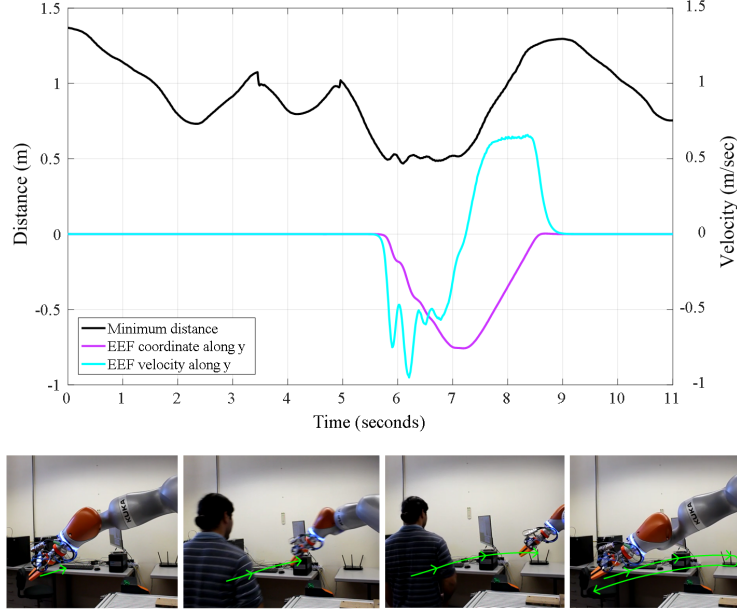 1.5
1
0.5
0
-0.5
-1
Distance (m)
1.5
1
0.5
0
-0.5
-1
Velocity (m/sec)
Minimum distance
EEF coordinate along y
EEF velocity along y
0 1 2 3 4 5 6 7 8 9 10 11
Time (seconds)
KUKA
KUKA
KUKA